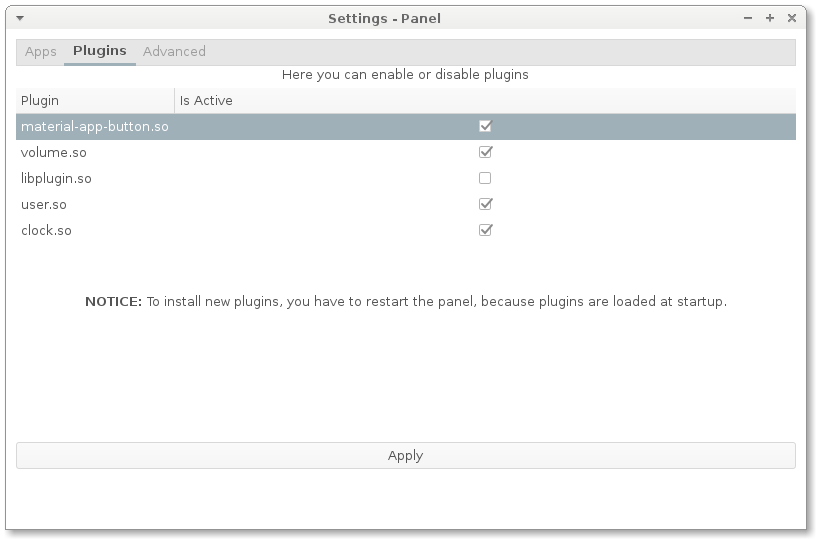 Settings - Panel
Apps Plugins Advanced
Here you can enable or disable plugins
Plugin Is Active
material-app-button.so
volume.so
libplugin.so
user.so
clock.so
NOTICE: To install new plugins, you have to restart the panel, because plugins are loaded at startup.
Apply